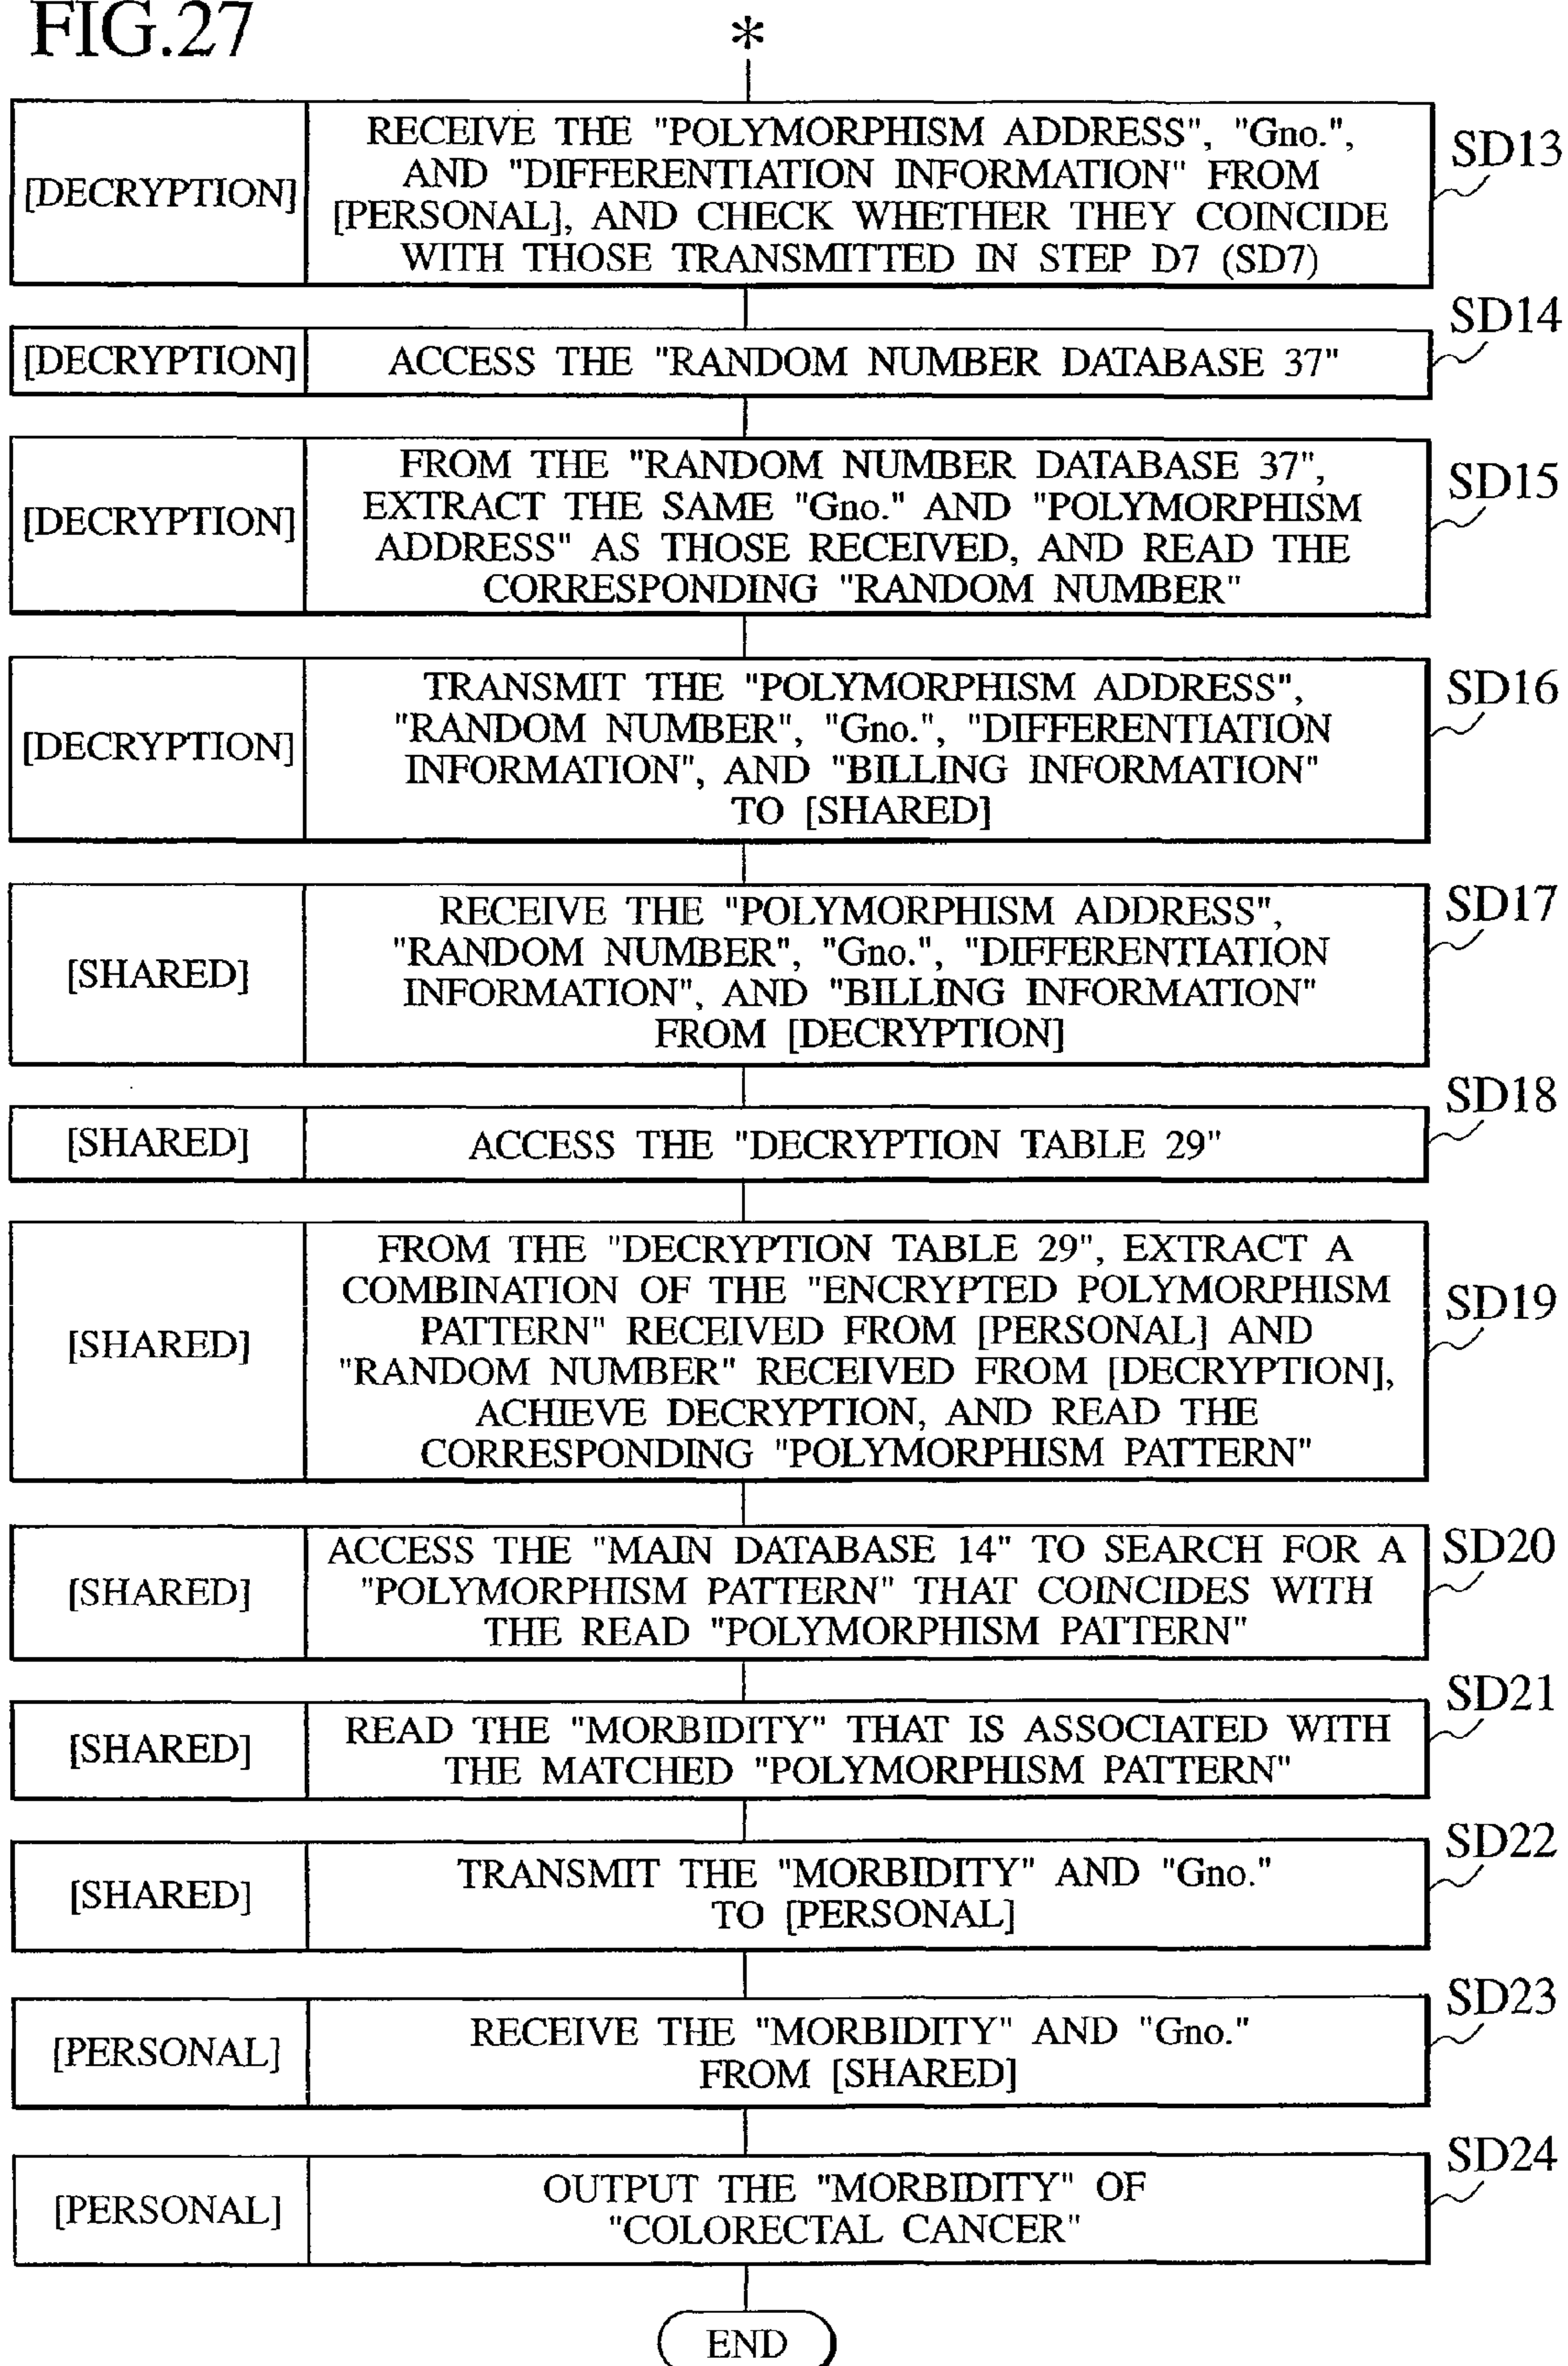 FIG.27
*
[DECRYPTION]
RECEIVE THE "POLYMORPHISM ADDRESS", "Gno.",
AND "DIFFERENTIATION INFORMATION" FROM
[PERSONAL], AND CHECK WHETHER THEY COINCIDE
WITH THOSE TRANSMITTED IN STEP D7 (SD7)
SD13
[DECRYPTION]
ACCESS THE "RANDOM NUMBER DATABASE 37"
SD14
[DECRYPTION]
FROM THE "RANDOM NUMBER DATABASE 37",
EXTRACT THE SAME "Gno." AND "POLYMORPHISM
ADDRESS" AS THOSE RECEIVED, AND READ THE
CORRESPONDING "RANDOM NUMBER"
SD15
[DECRYPTION]
TRANSMIT THE "POLYMORPHISM ADDRESS",
"RANDOM NUMBER", "Gno.", "DIFFERENTIATION
INFORMATION", AND "BILLING INFORMATION"
TO [SHARED]
SD16
[SHARED]
RECEIVE THE "POLYMORPHISM ADDRESS",
"RANDOM NUMBER", "Gno.", "DIFFERENTIATION
INFORMATION", AND "BILLING INFORMATION"
FROM [DECRYPTION]
SD17
[SHARED]
ACCESS THE "DECRYPTION TABLE 29"
SD18
[SHARED]
FROM THE "DECRYPTION TABLE 29", EXTRACT A
COMBINATION OF THE "ENCRYPTED POLYMORPHISM
PATTERN" RECEIVED FROM [PERSONAL] AND
"RANDOM NUMBER" RECEIVED FROM [DECRYPTION],
ACHIEVE DECRYPTION, AND READ THE
CORRESPONDING "POLYMORPHISM PATTERN"
SD19
[SHARED]
ACCESS THE "MAIN DATABASE 14" TO SEARCH FOR A
"POLYMORPHISM PATTERN" THAT COINCIDES WITH
THE READ "POLYMORPHISM PATTERN"
SD20
[SHARED]
READ THE "MORBIDITY" THAT IS ASSOCIATED WITH
THE MATCHED "POLYMORPHISM PATTERN"
SD21
[SHARED]
TRANSMIT THE "MORBIDITY" AND "Gno."
TO [PERSONAL]
SD22
[PERSONAL]
RECEIVE THE "MORBIDITY" AND "Gno."
FROM [SHARED]
SD23
[PERSONAL]
OUTPUT THE "MORBIDITY" OF
"COLORECTAL CANCER"
SD24
END